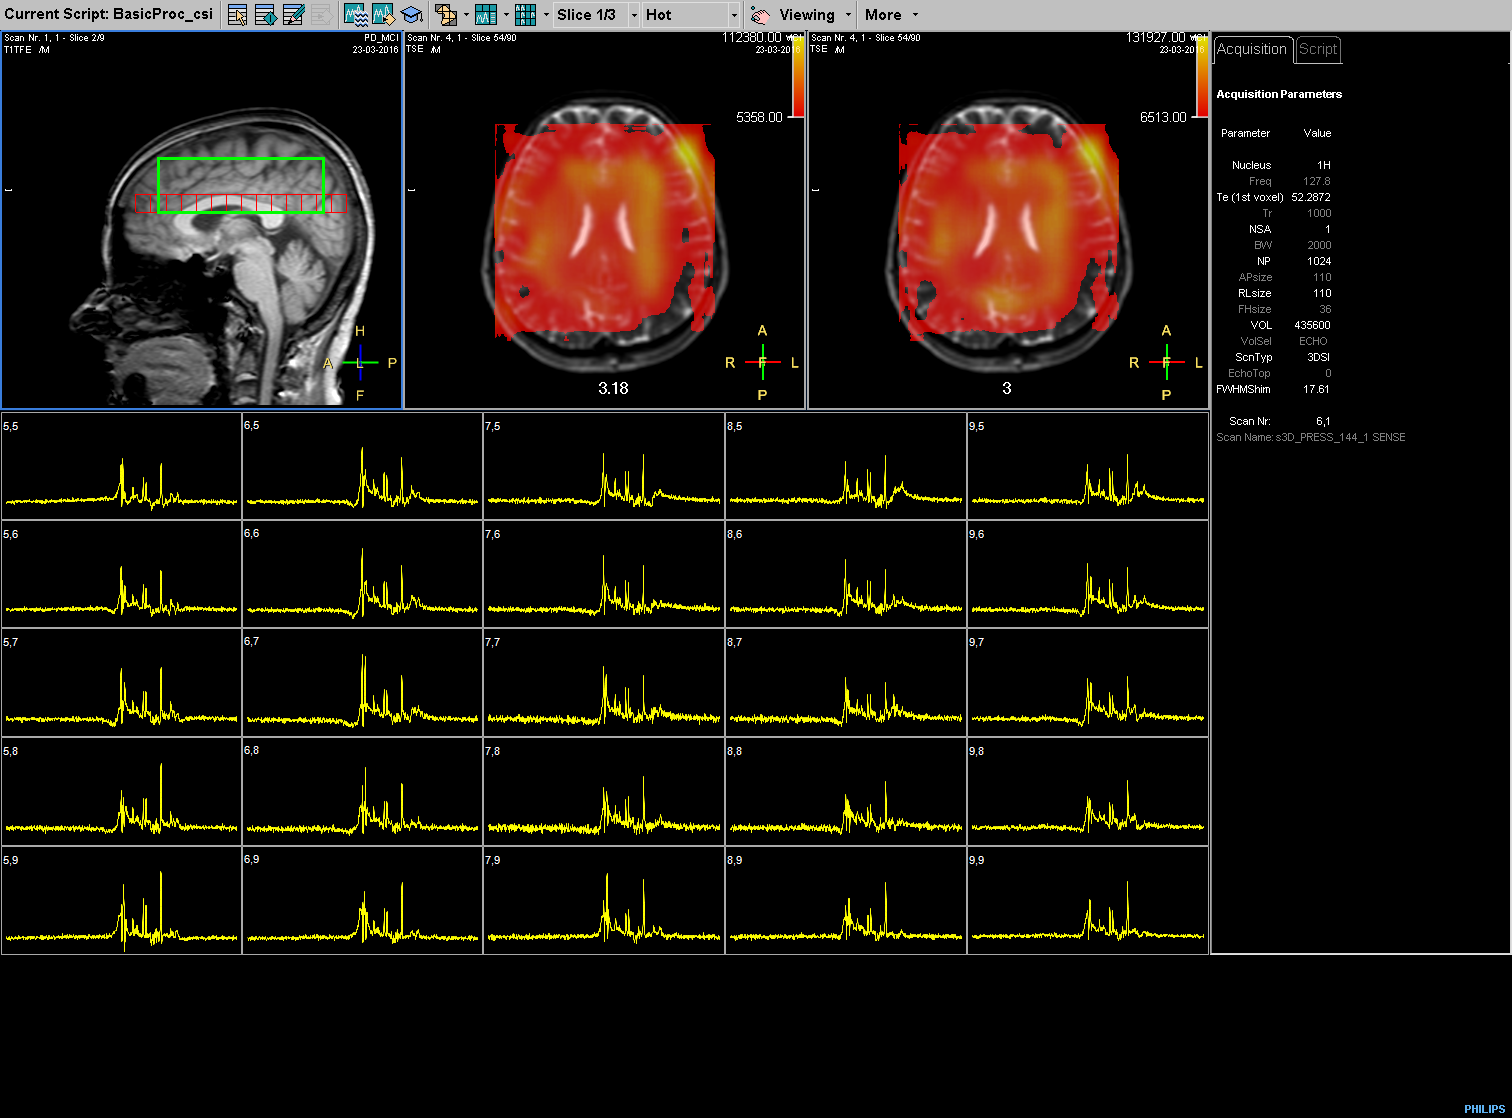 Current Script: BasicProc_csi
Slice 1/3
Hot
Viewing
More
Scan Nr. 1, 1 - Slice 2/9
PD_MCI
T1TFE /M
23-03-2016
H
A L P
F
Scan Nr. 4, 1 - Slice 54/90
112380.00
TSE /M
23-03-2016
5358.00
A
R F L
P
3.18
Scan Nr. 4, 1 - Slice 54/90
131927.00
TSE /M
23-03-2016
6513.00
A
R F L
P
3
Acquisition Script
Acquisition Parameters
Parameter Value
Nucleus 1H
Freq 127.8
Te (1st voxel) 52.2872
Tr 1000
NSA 1
BW 2000
NP 1024
APsize 110
RLsize 110
FHsize 36
VOL 435600
VolSel ECHO
ScnTyp 3DSI
EchoTop 0
FWHMShim 17.61
Scan Nr: 6,1
Scan Name: s3D_PRESS_144_1 SENSE
5,5 6,5 7,5 8,5 9,5
5,6 6,6 7,6 8,6 9,6
5,7 6,7 7,7 8,7 9,7
5,8 6,8 7,8 8,8 9,8
5,9 6,9 7,9 8,9 9,9
PHILIPS